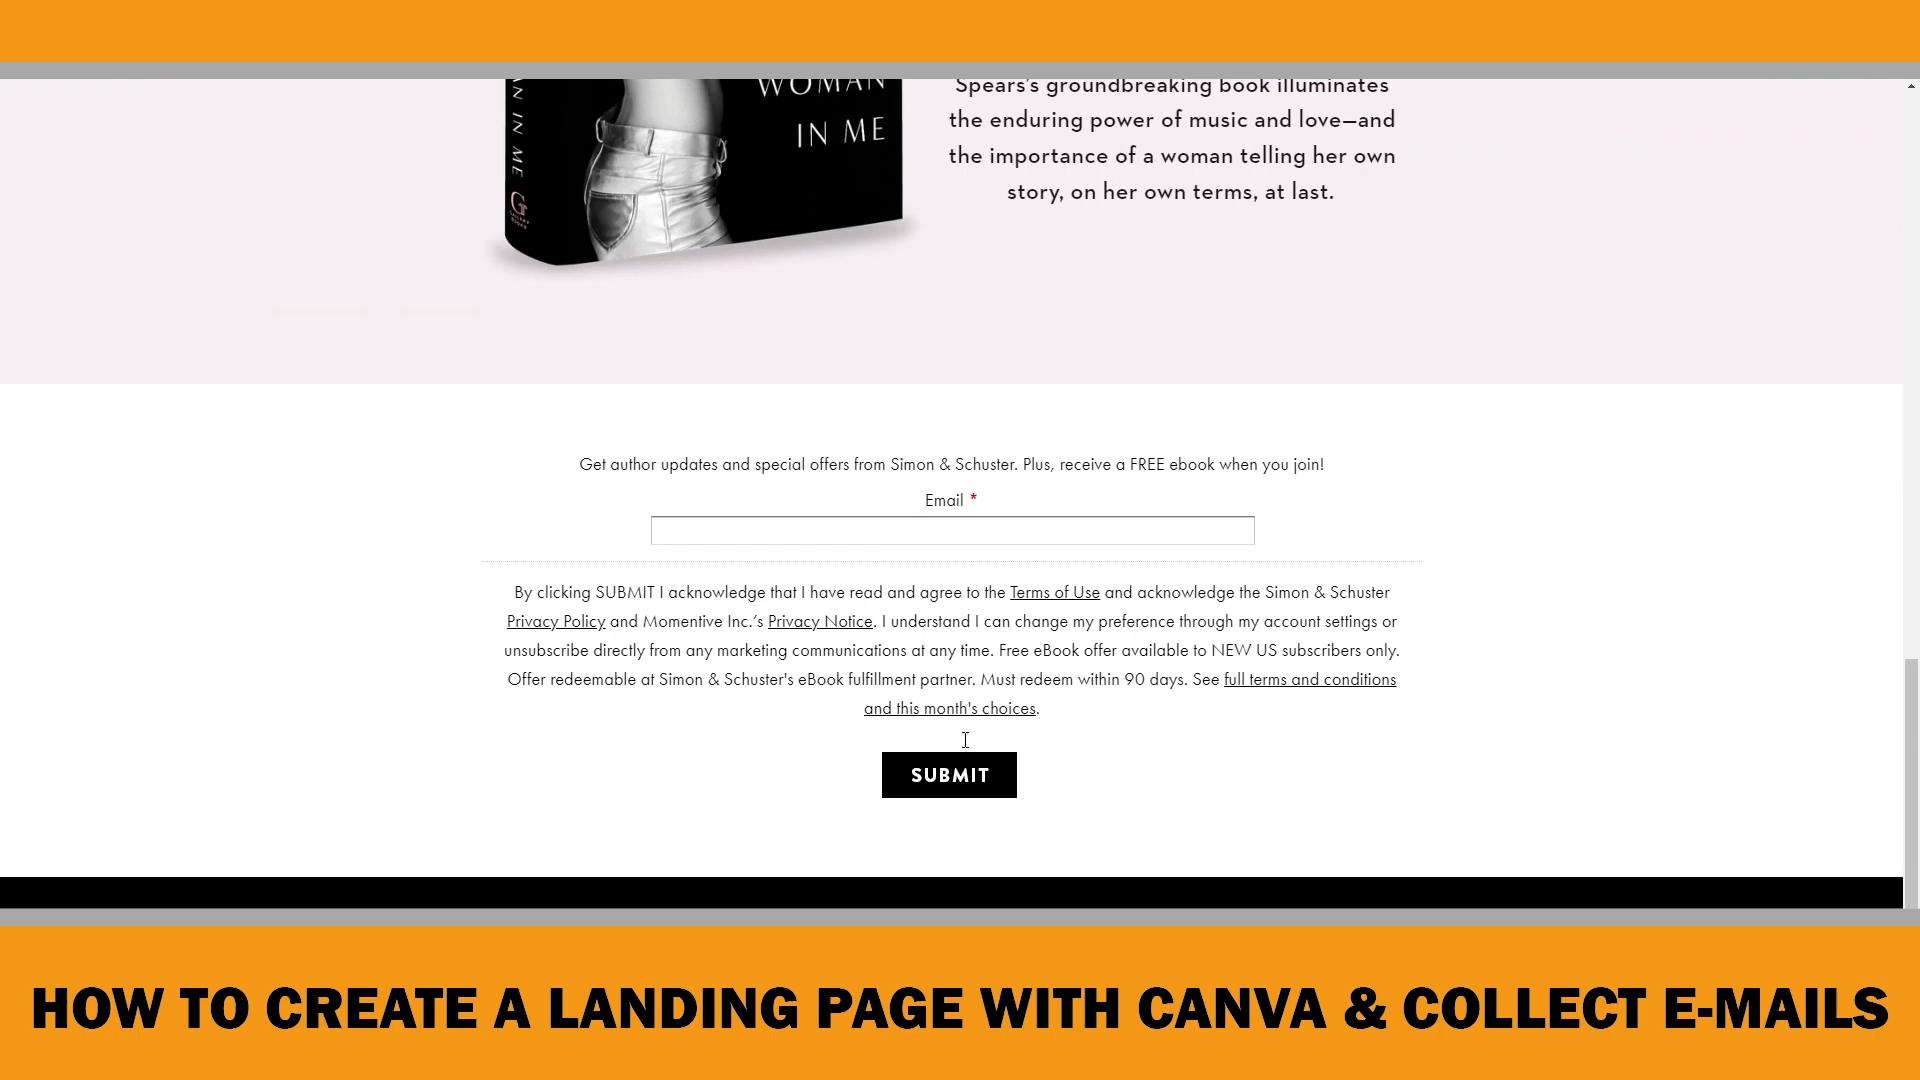 WOMAN
IN ME
AN IN ME
G
Spears's groundbreaking book illuminates
the enduring power of music and love—and
the importance of a woman telling her own
story, on her own terms, at last.
Get author updates and special offers from Simon & Schuster. Plus, receive a FREE ebook when you join!
Email *
By clicking SUBMIT I acknowledge that I have read and agree to the Terms of Use and acknowledge the Simon & Schuster
Privacy Policy and Momentive Inc.'s Privacy Notice. I understand I can change my preference through my account settings or
unsubscribe directly from any marketing communications at any time. Free eBook offer available to NEW US subscribers only.
Offer redeemable at Simon & Schuster's eBook fulfillment partner. Must redeem within 90 days. See full terms and conditions
and this month's choices.
SUBMIT
HOW TO CREATE A LANDING PAGE WITH CANVA & COLLECT E-MAILS